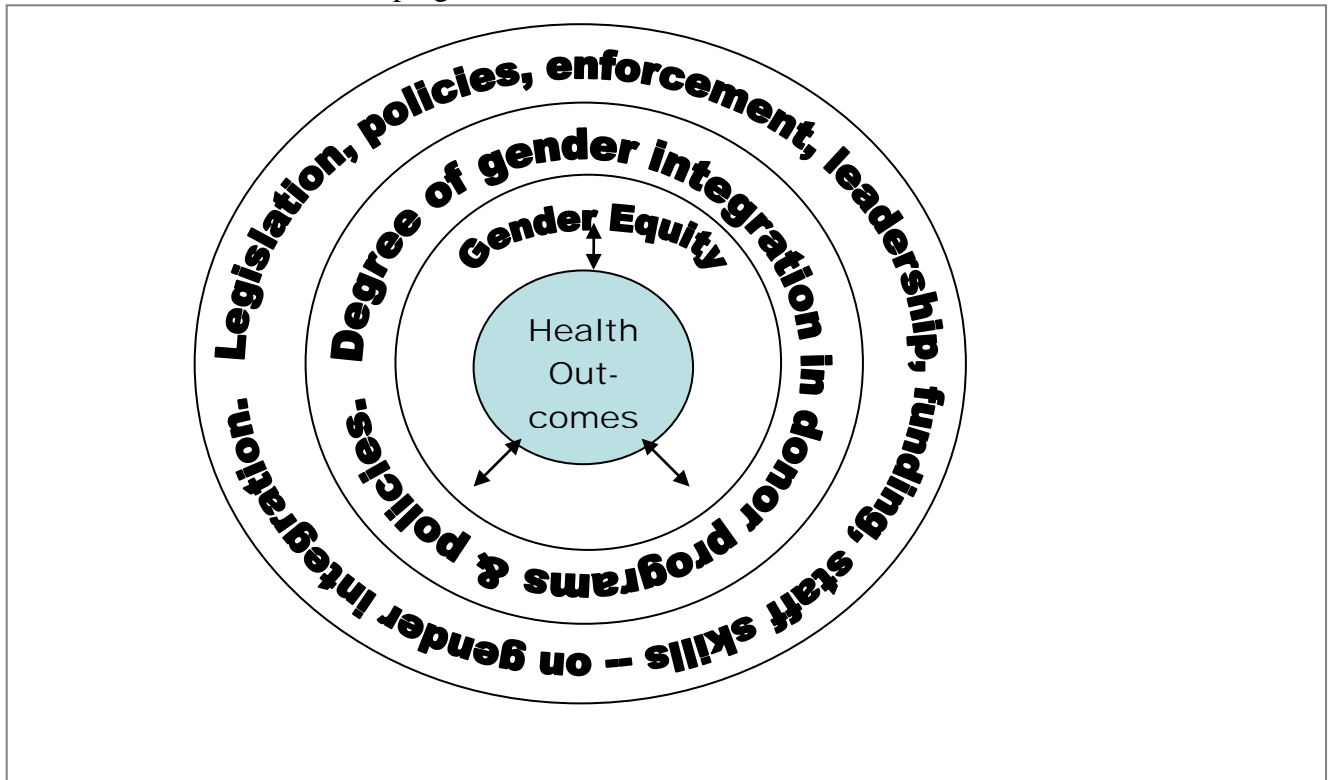 Legislation, policies, enforcement, leadership, funding, staff skills – on gender integration.
Degree of gender integration in donor programs & policies.
Gender Equity
Health
Out-
comes